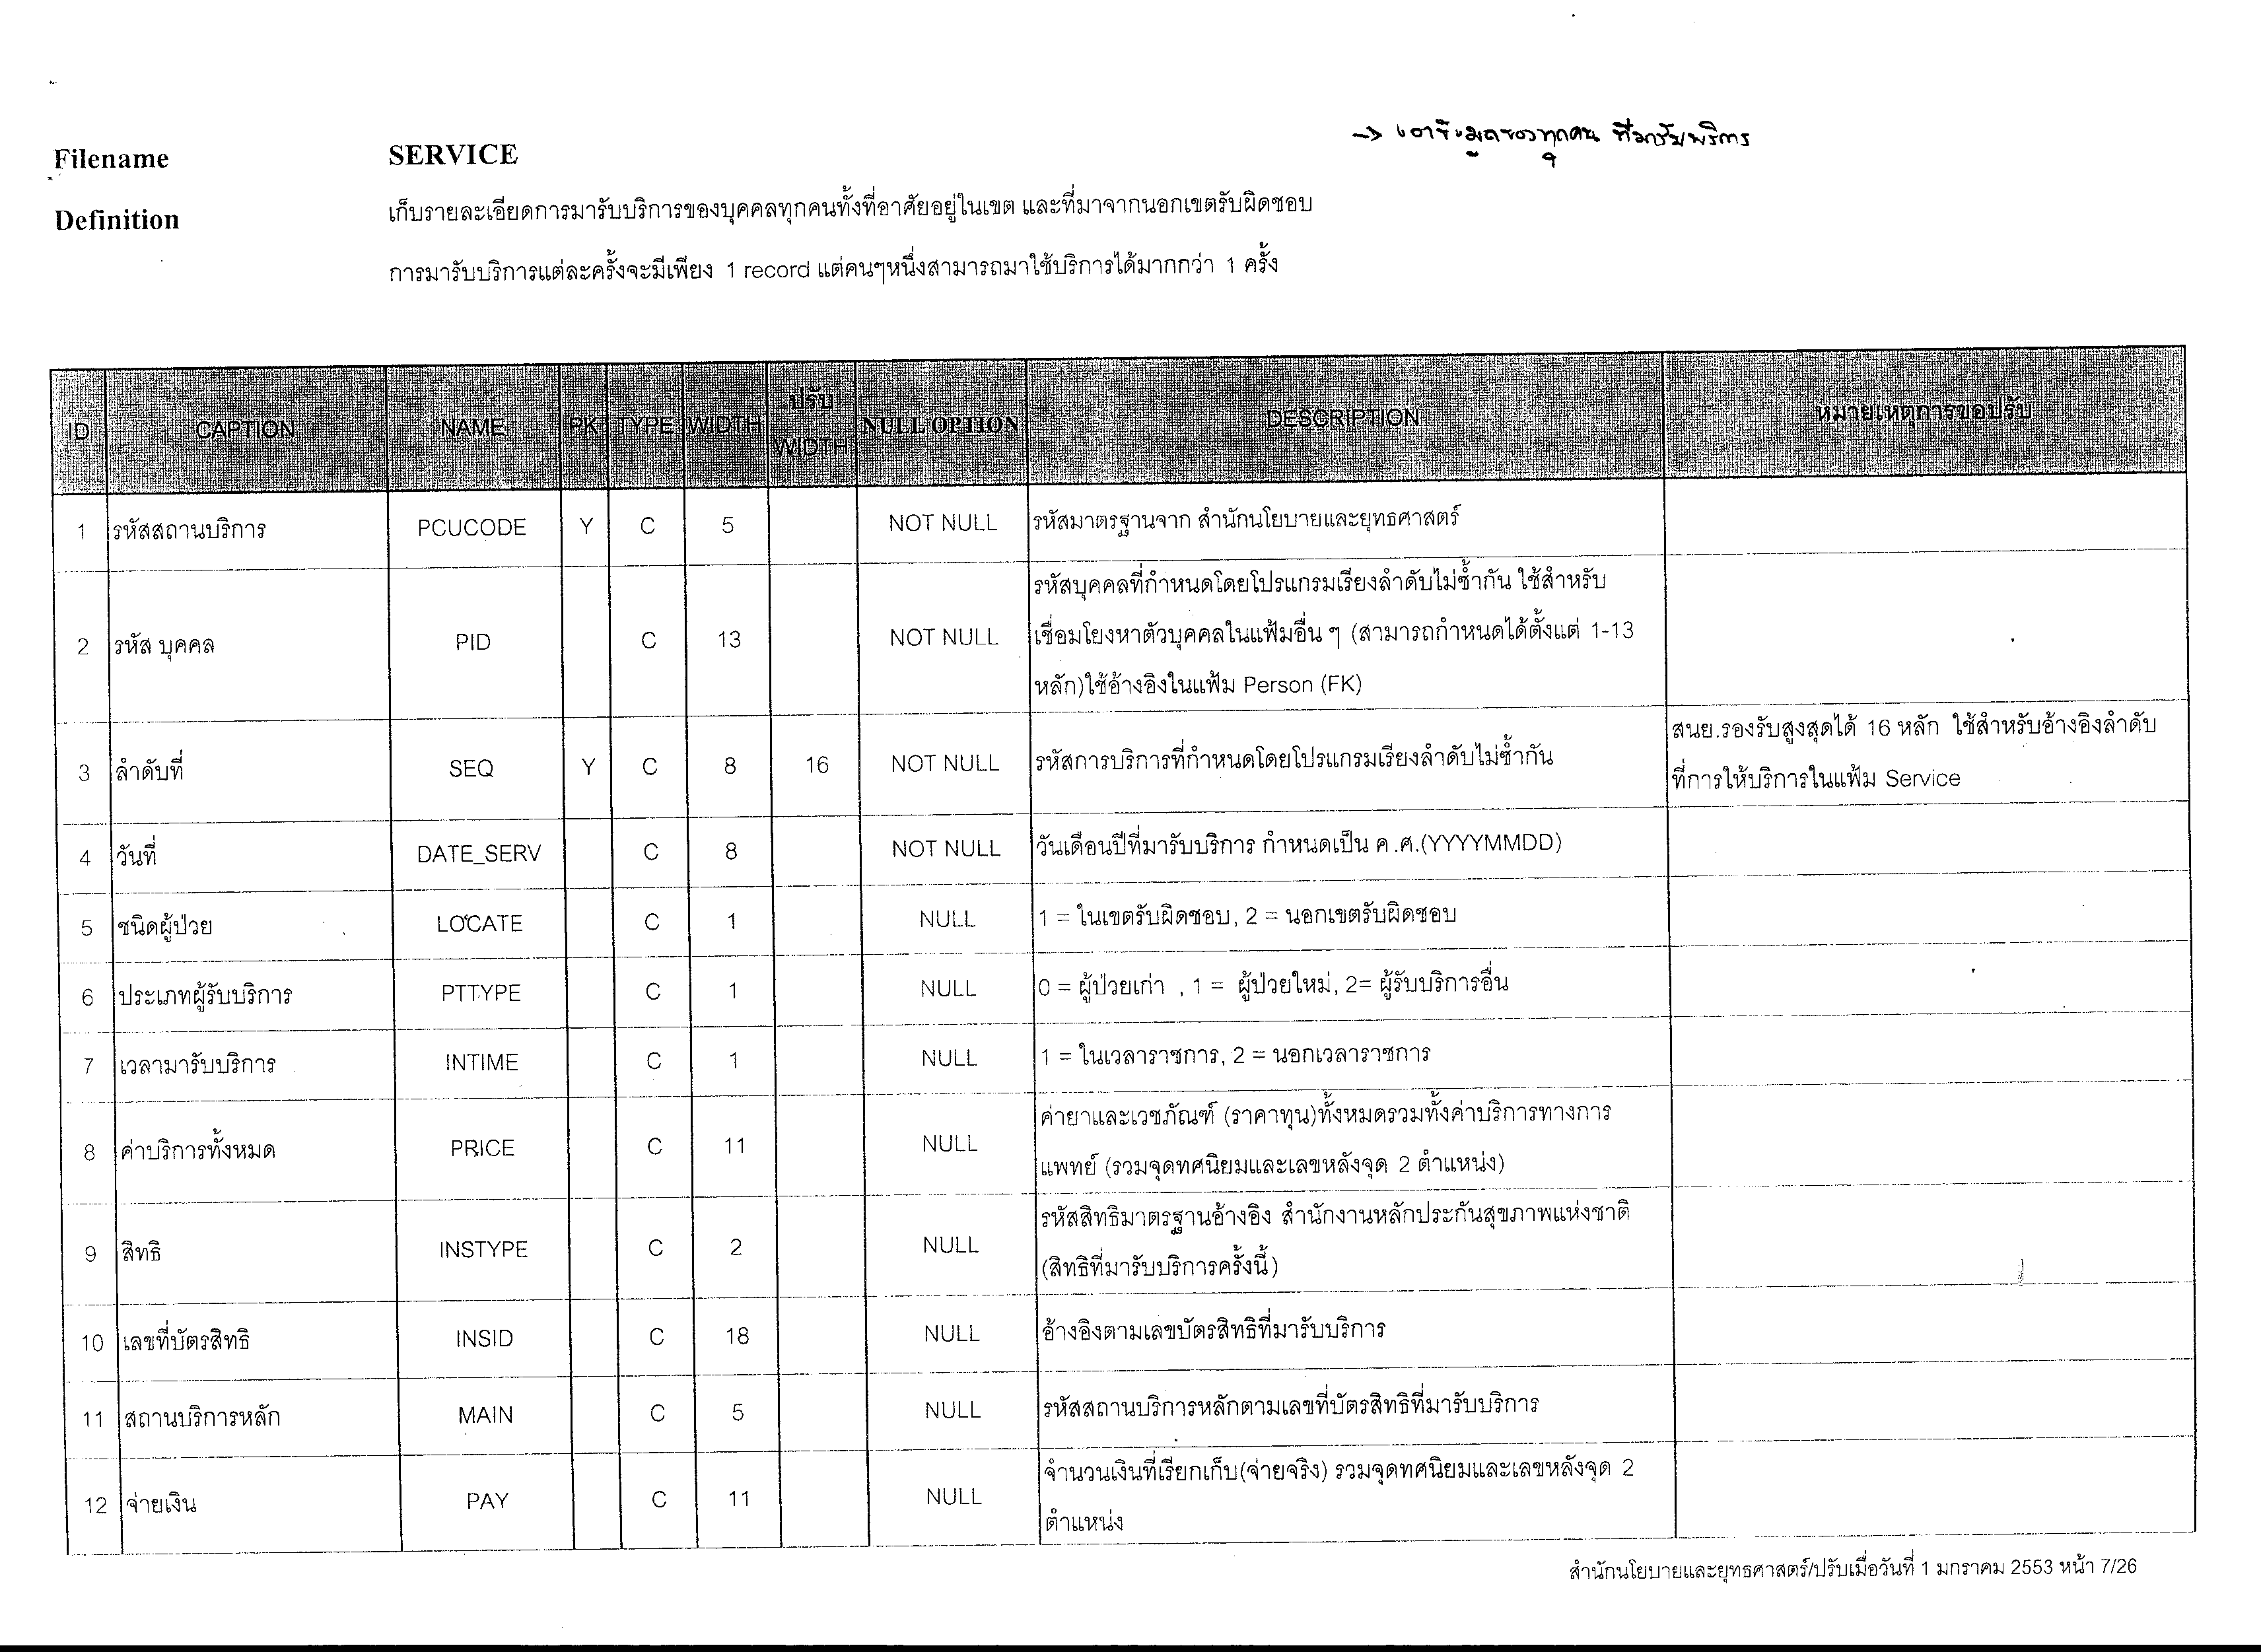 → เอาข้อมูลของทุกคน ที่มารับบริการ
Filename SERVICE
Definition เก็บรายละเอียดการมารับบริการของบุคคลทุกคนทั้งที่อาศัยอยู่ในเขต และที่มาจากนอกเขตรับผิดชอบ
การมารับบริการแต่ละครั้งจะมีเพียง 1 record แต่คนๆหนึ่งสามารถมาใช้บริการได้มากกว่า 1 ครั้ง
ID CAPTION NAME PK TYPE WIDTH ปรับ WIDTH NULL OPTION DESCRIPTION หมายเหตุการขอปรับ
1 รหัสสถานบริการ PCUCODE Y C 5 NOT NULL รหัสมาตรฐานจาก สำนักนโยบายและยุทธศาสตร์
2 รหัส บุคคล PID C 13 NOT NULL รหัสบุคคลที่กำหนดโดยโปรแกรมเรียงลำดับไม่ซ้ำกัน ใช้สำหรับ
เชื่อมโยงหาตัวบุคคลในแฟ้มอื่น ๆ (สามารถกำหนดได้ตั้งแต่ 1-13
หลัก)ใช้อ้างอิงในแฟ้ม Person (FK)
3 ลำดับที่ SEQ Y C 8 16 NOT NULL รหัสการบริการที่กำหนดโดยโปรแกรมเรียงลำดับไม่ซ้ำกัน สนย.รองรับสูงสุดได้ 16 หลัก ใช้สำหรับอ้างอิงลำดับ
ที่การให้บริการในแฟ้ม Service
4 วันที่ DATE_SERV C 8 NOT NULL วันเดือนปีที่มารับบริการ กำหนดเป็น ค.ศ.(YYYYMMDD)
5 ชนิดผู้ป่วย LOCATE C 1 NULL 1 = ในเขตรับผิดชอบ, 2 = นอกเขตรับผิดชอบ
6 ประเภทผู้รับบริการ PTTYPE C 1 NULL 0 = ผู้ป่วยเก่า , 1 = ผู้ป่วยใหม่, 2= ผู้รับบริการอื่น
7 เวลามารับบริการ INTIME C 1 NULL 1 = ในเวลาราชการ, 2 = นอกเวลาราชการ
8 ค่าบริการทั้งหมด PRICE C 11 NULL ค่ายาและเวชภัณฑ์ (ราคาทุน)ทั้งหมดรวมทั้งค่าบริการทางการ
แพทย์ (รวมจุดทศนิยมและเลขหลังจุด 2 ตำแหน่ง)
9 สิทธิ INSTYPE C 2 NULL รหัสสิทธิมาตรฐานอ้างอิง สำนักงานหลักประกันสุขภาพแห่งชาติ
(สิทธิที่มารับบริการครั้งนี้)
10 เลขที่บัตรสิทธิ INSID C 18 NULL อ้างอิงตามเลขบัตรสิทธิที่มารับบริการ
11 สถานบริการหลัก MAIN C 5 NULL รหัสสถานบริการหลักตามเลขที่บัตรสิทธิที่มารับบริการ
12 จ่ายเงิน PAY C 11 NULL จำนวนเงินที่เรียกเก็บ(จ่ายจริง) รวมจุดทศนิยมและเลขหลังจุด 2
ตำแหน่ง
สำนักนโยบายและยุทธศาสตร์/ปรับเมื่อวันที่ 1 มกราคม 2553 หน้า 7/26